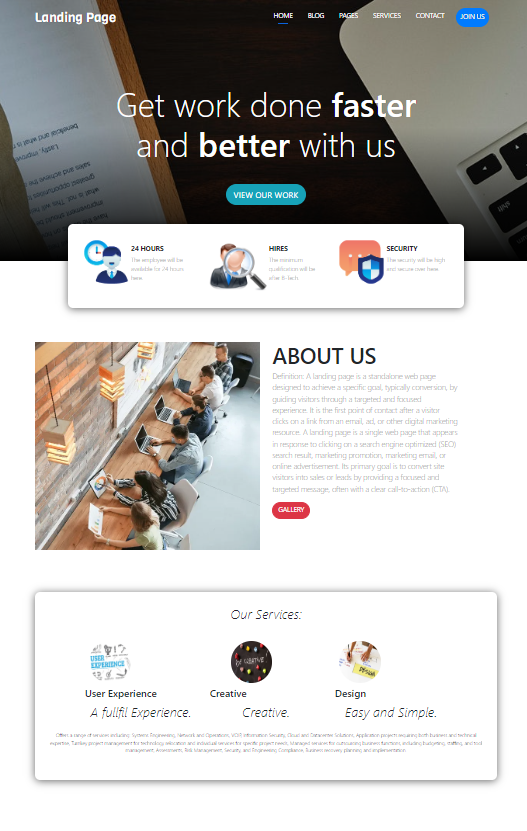 Landing Page
HOME BLOG PAGES SERVICES CONTACT JOIN US
Get work done faster
and better with us
VIEW OUR WORK
24 HOURS
The employee will be
available for 24 hours
here.
HIRES
The minimum
qualification will be
after B-tech.
SECURITY
The security will be high
and secure over here.
ABOUT US
Definition: A landing page is a standalone web page
designed to achieve a specific goal, typically conversion, by
guiding visitors through a targeted and focused
experience. It is the first point of contact after a visitor
clicks on a link from an email, ad, or other digital marketing
resource. A landing page is a single web page that appears
in response to clicking on a search engine optimized (SEO)
search result, marketing promotion, marketing email, or
online advertisement. Its primary goal is to convert site
visitors into sales or leads by providing a focused and
targeted message, often with a clear call-to-action (CTA).
GALLERY
Our Services:
USER
EXPERIENCE
User Experience
A fullfil Experience.
BE CREATIVE
Creative
Creative.
Design
Easy and Simple.
Offers a range of services including: Systems Engineering, Network and Operations, VOIP, Information Security, Cloud and Datacenter Solutions. Application projects requiring both business and technical
expertise. Turnkey project management for technology relocation and individual services for specific project needs. Managed services for outsourcing business functions, including budgeting, staffing, and tool
management. Assessments, Risk Management, Security, and Engineering Compliance, Business recovery planning and implementation